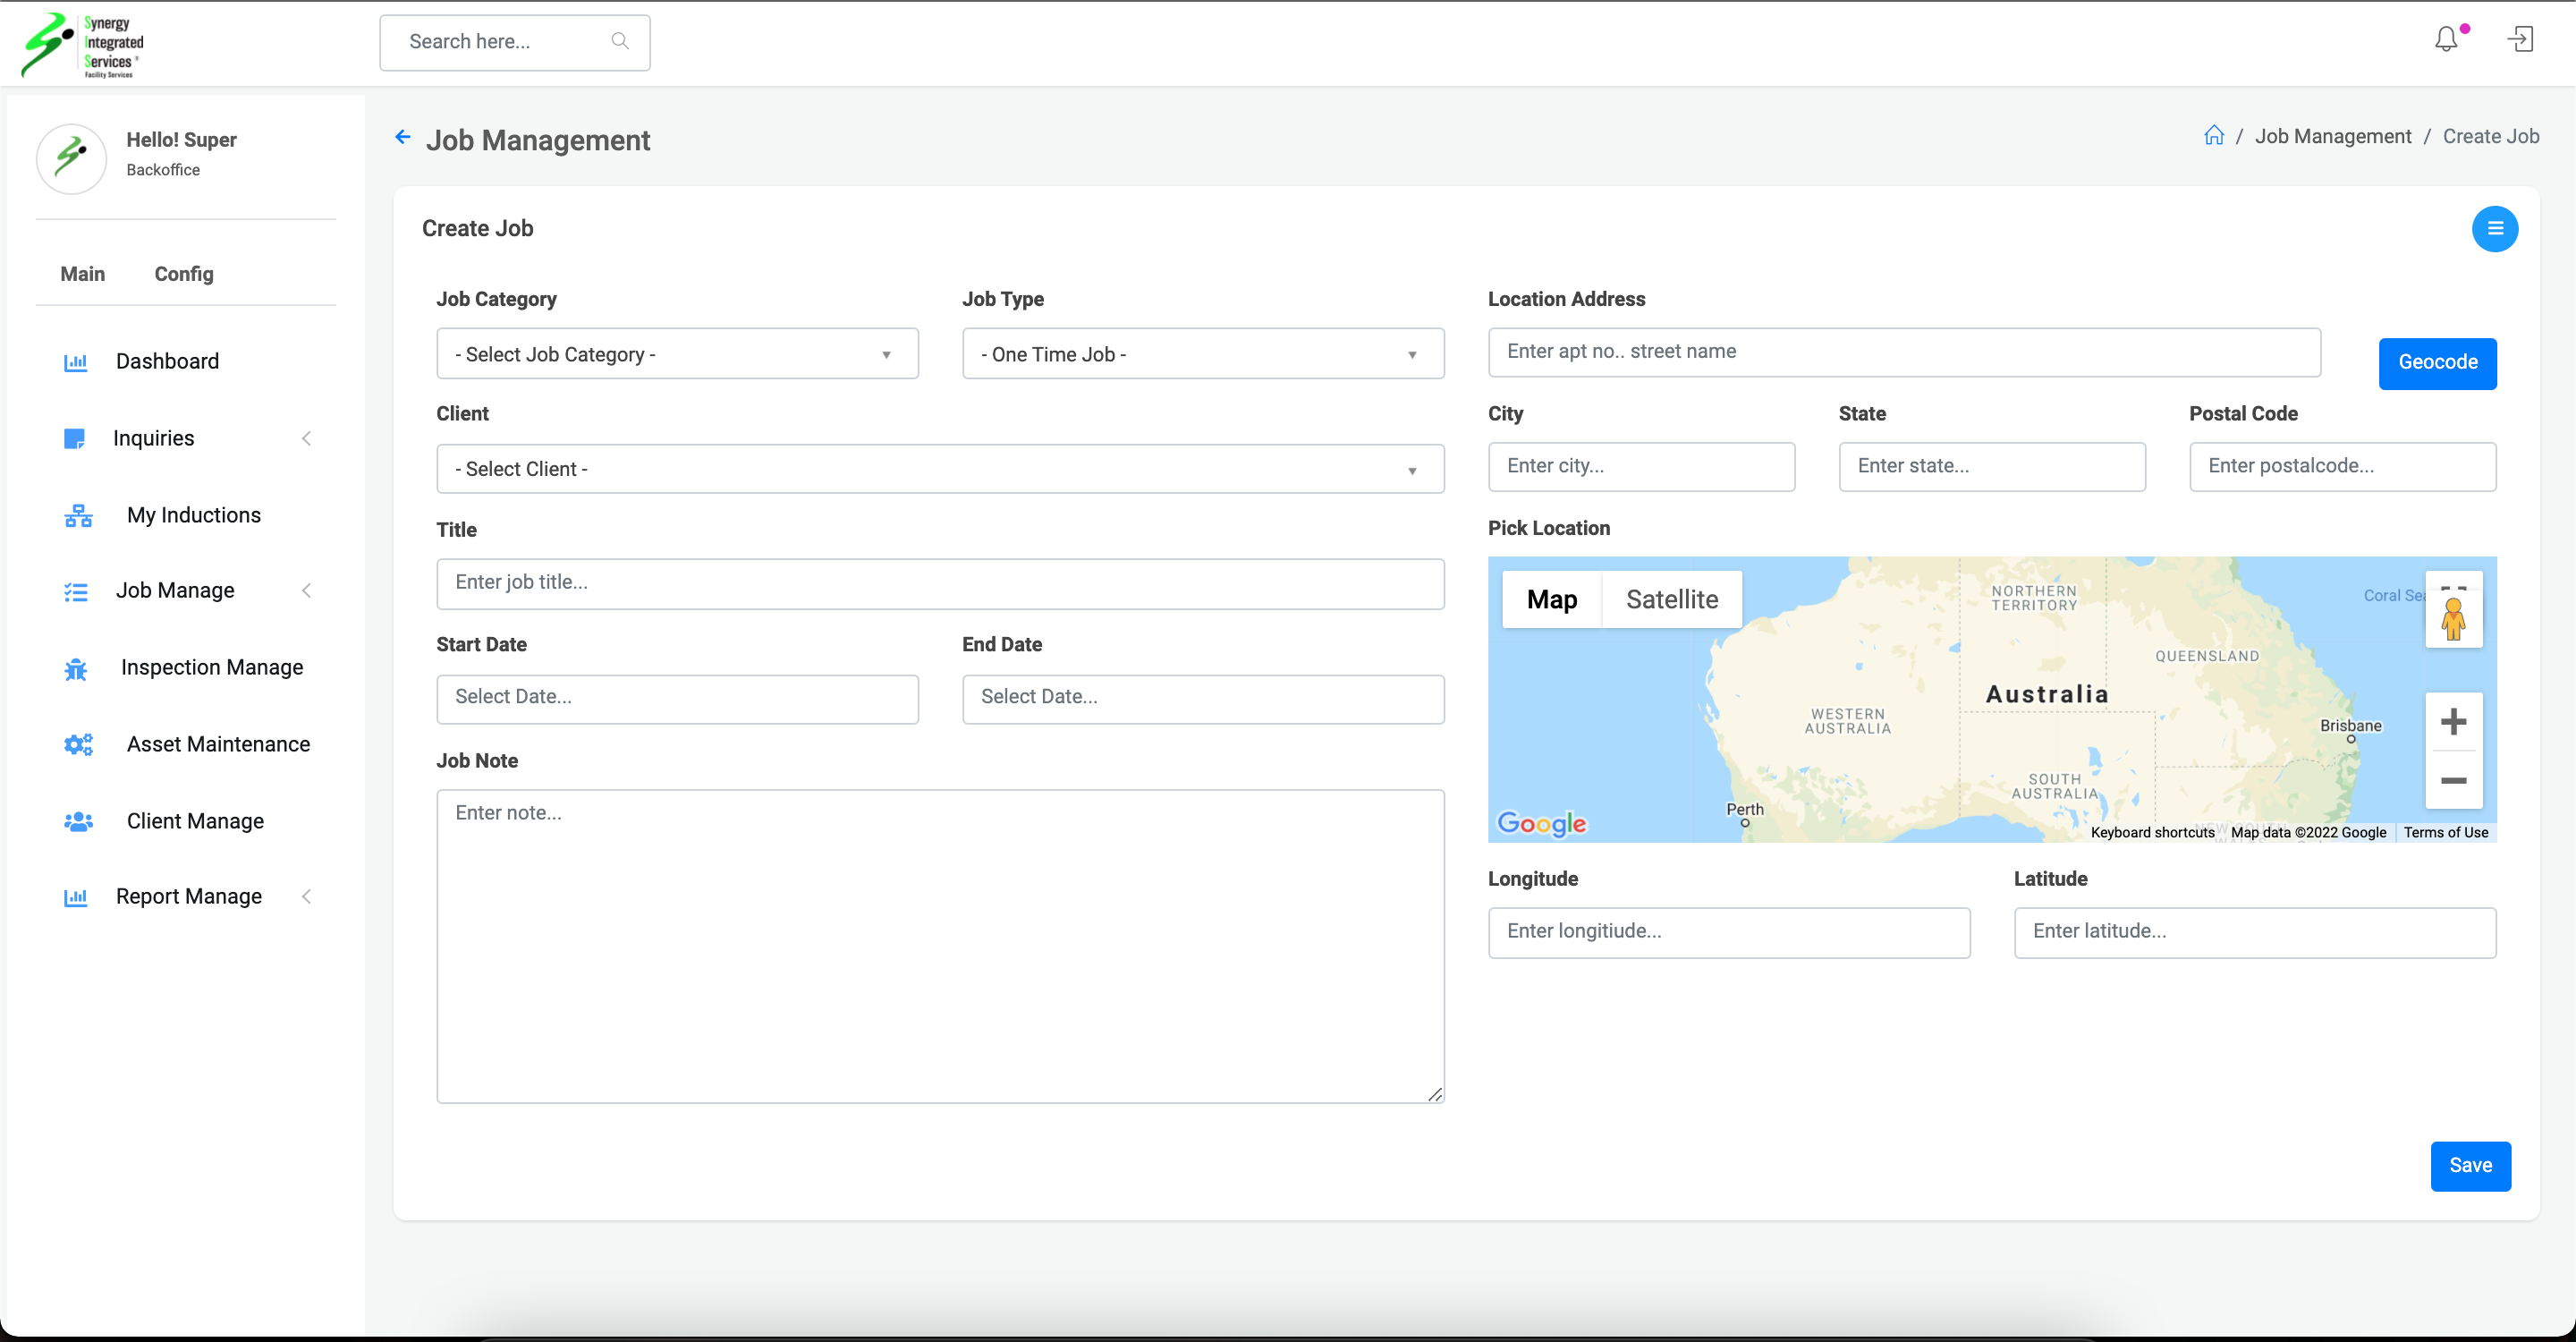 Synergy
Integrated
Services
Facility Services
Search here...
Hello! Super
Backoffice
Main Config
Dashboard
Inquiries
My Inductions
Job Manage
Inspection Manage
Asset Maintenance
Client Manage
Report Manage
Job Management
/ Job Management / Create Job
Create Job
Job Category Job Type
- Select Job Category - - One Time Job -
Client
- Select Client -
Title
Enter job title...
Start Date End Date
Select Date... Select Date...
Job Note
Enter note...
Location Address
Enter apt no.. street name
Geocode
City State Postal Code
Enter city... Enter state... Enter postalcode...
Pick Location
Map Satellite
NORTHERN
TERRITORY
Coral Sea
QUEENSLAND
Australia
WESTERN
AUSTRALIA
Brisbane
SOUTH
AUSTRALIA
Perth
Google
Keyboard shortcuts Map data ©2022 Google Terms of Use
Longitude Latitude
Enter longitiude... Enter latitude...
Save